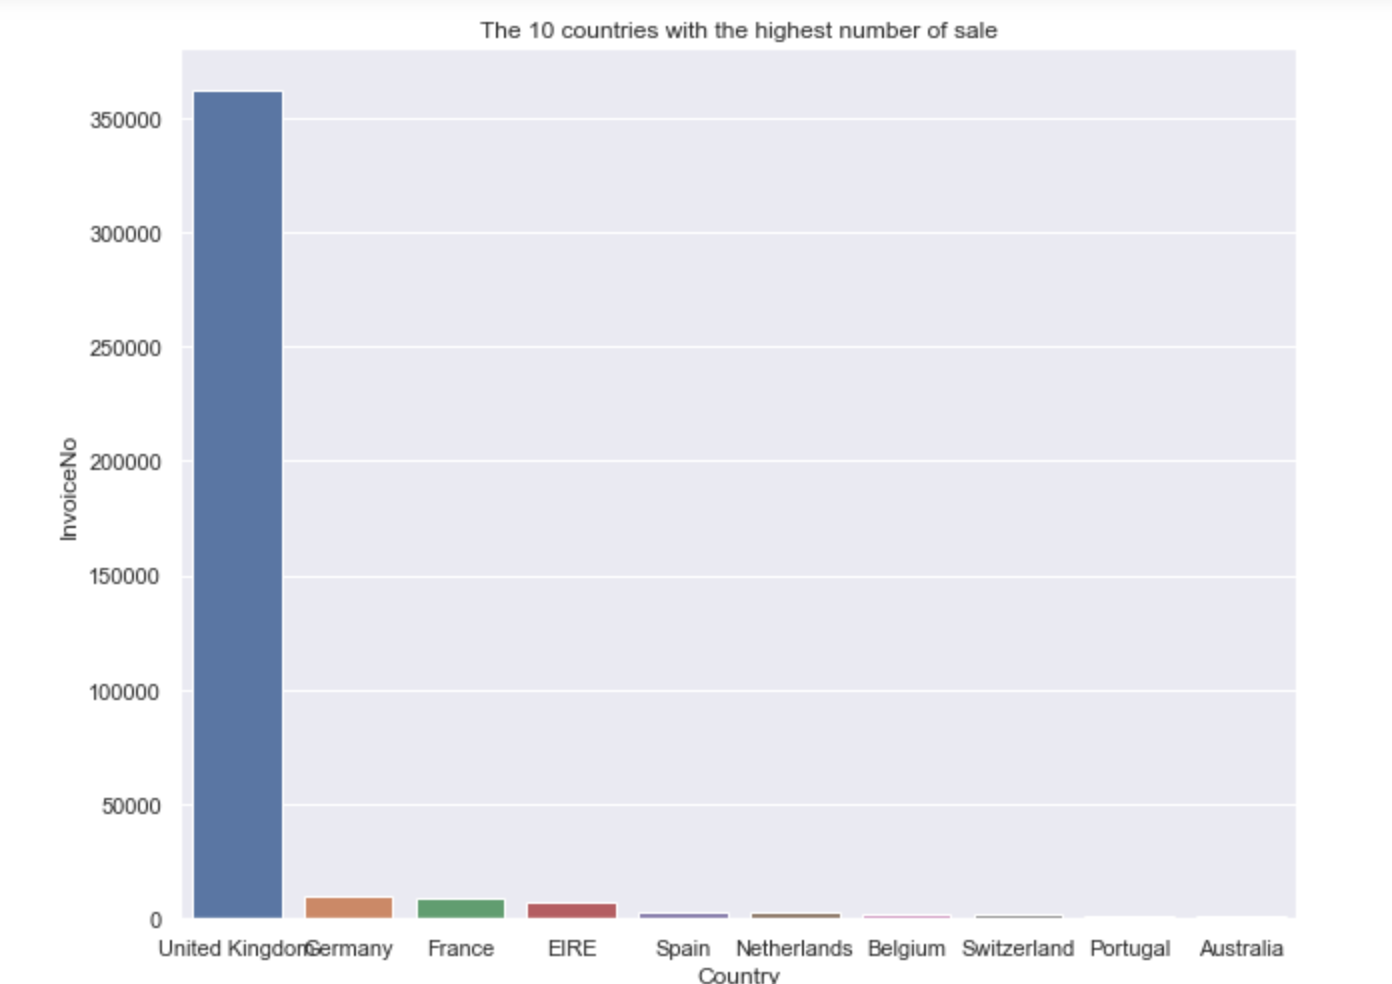 The 10 countries with the highest number of sale
350000
300000
250000
200000
150000
100000
50000
0
InvoiceNo
United Kingdom Germany France EIRE Spain Netherlands Belgium Switzerland Portugal Australia
Country